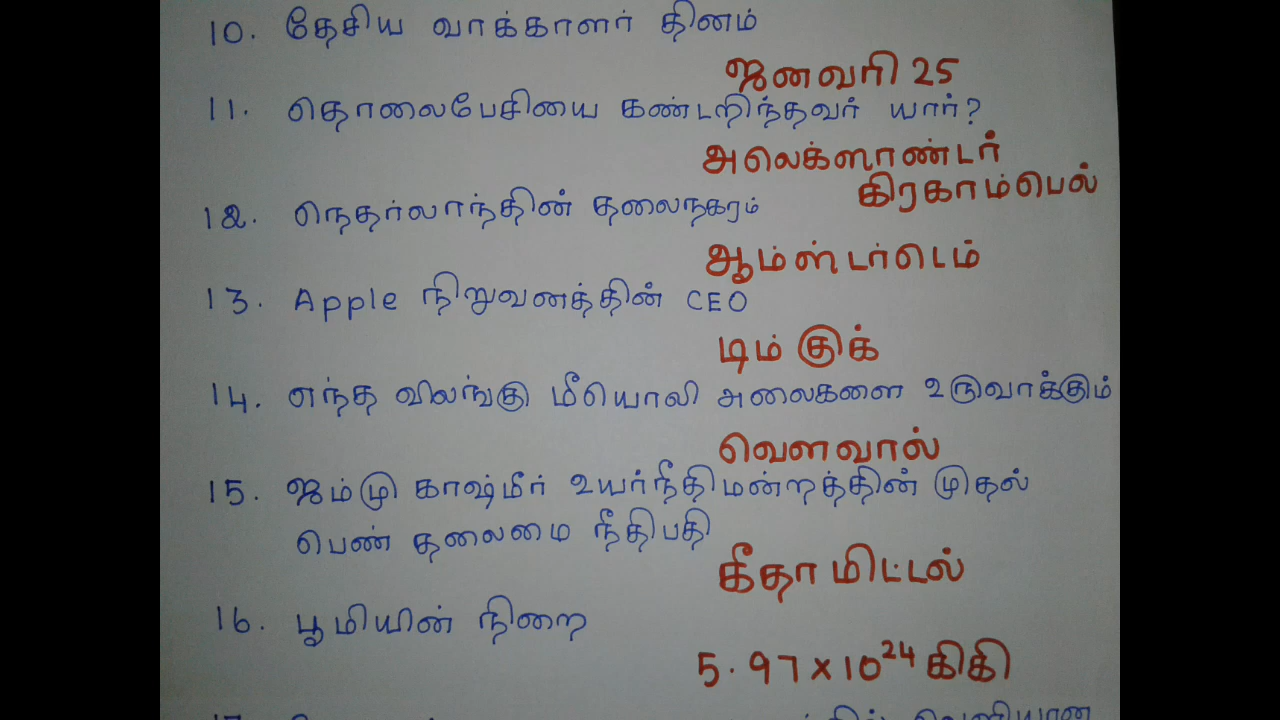 10. தேசிய வாக்காளர் தினம்
ஜனவரி 25
11. தொலைபேசியை கண்டறிந்தவர் யார்?
அலெக்ஸாண்டர்
கிரகாம்பெல்
12. நெதர்லாந்தின் தலைநகரம்
ஆம்ஸ்டர்டெம்
13. Apple நிறுவனத்தின் CEO
டிம் குக்
14. எந்த விலங்கு மீயொலி அலைகளை உருவாக்கும்
வௌவால்
15. ஜம்மு காஷ்மீர் உயர்நீதிமன்றத்தின் முதல்
பெண் தலைமை நீதிபதி
கீதா மிட்டல்
16. பூமியின் நிறை
5.97 x 10²⁴ கிகி